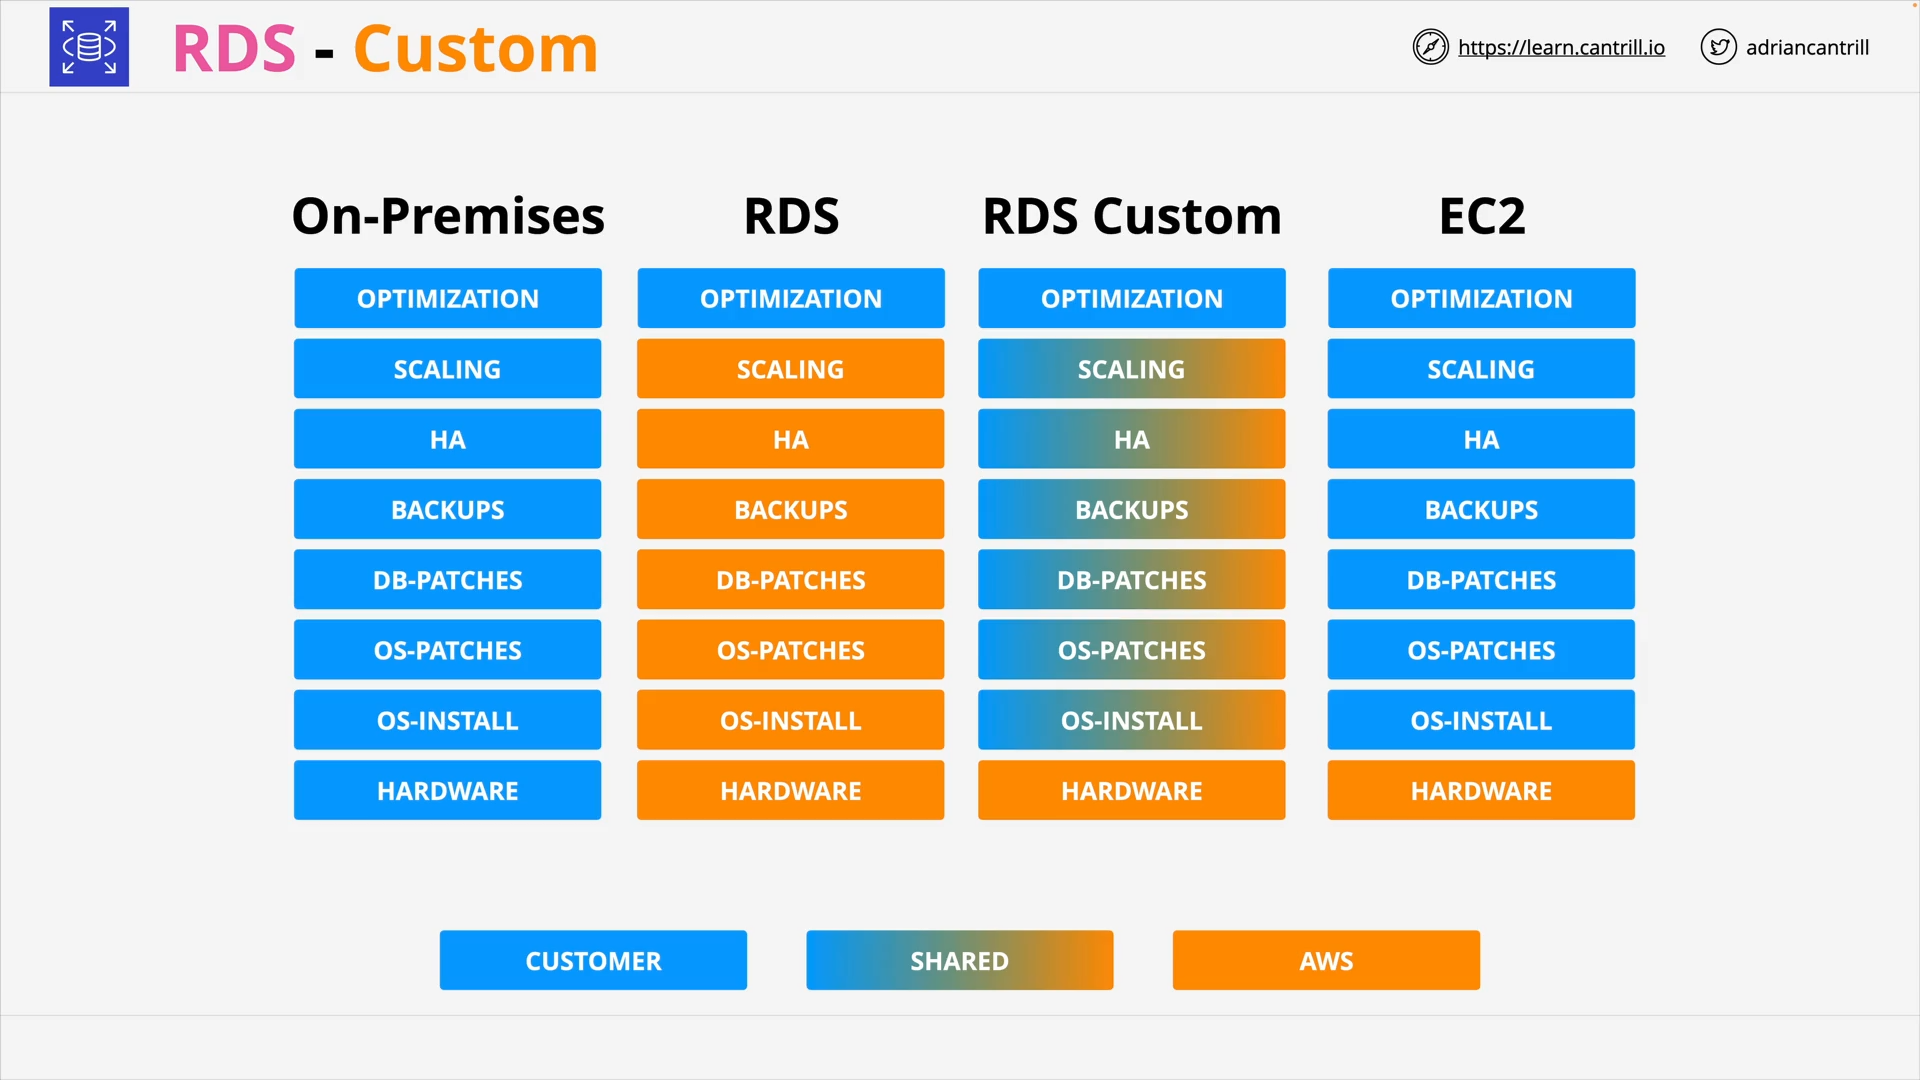 RDS - Custom
https://learn.cantrill.io
adriancantrill
On-Premises RDS RDS Custom EC2
OPTIMIZATION OPTIMIZATION OPTIMIZATION OPTIMIZATION
SCALING SCALING SCALING SCALING
HA HA HA HA
BACKUPS BACKUPS BACKUPS BACKUPS
DB-PATCHES DB-PATCHES DB-PATCHES DB-PATCHES
OS-PATCHES OS-PATCHES OS-PATCHES OS-PATCHES
OS-INSTALL OS-INSTALL OS-INSTALL OS-INSTALL
HARDWARE HARDWARE HARDWARE HARDWARE
CUSTOMER SHARED AWS